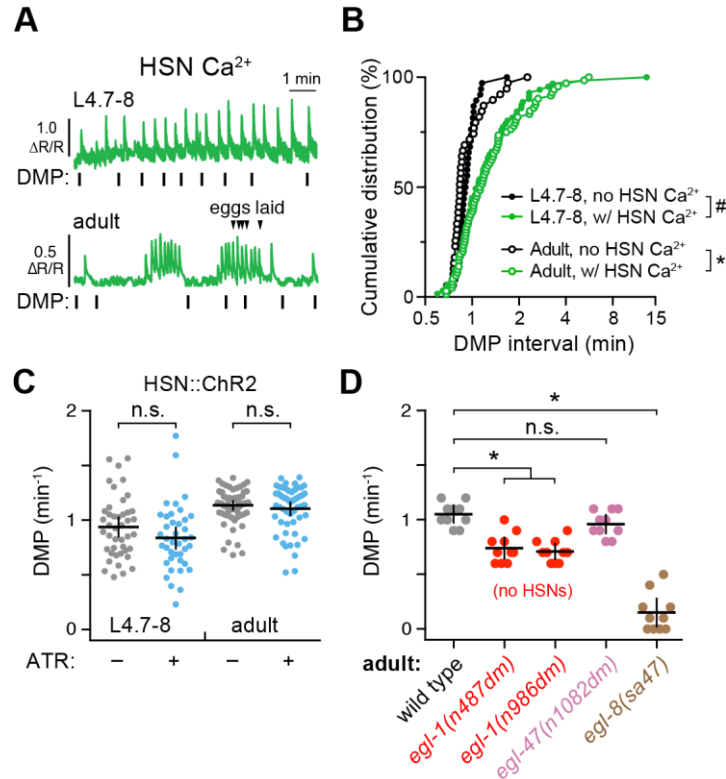 A
HSN Ca²⁺
1 min
L4.7-8
1.0
ΔR/R
DMP:
adult
eggs laid
0.5
ΔR/R
DMP:
B
Cumulative distribution (%)
100
50
0
L4.7-8, no HSN Ca²⁺
L4.7-8, w/ HSN Ca²⁺
#
Adult, no HSN Ca²⁺
Adult, w/ HSN Ca²⁺
*
0.5 1 2 4 8 15
DMP interval (min)
C
HSN::ChR2
n.s. n.s.
DMP (min⁻¹)
2
1
0
L4.7-8 adult
ATR: – + – +
D
*
n.s.
*
DMP (min⁻¹)
2
1
0
(no HSNs)
adult:
wild type
egl-1(n487dm)
egl-1(n986dm)
egl-47(n1082dm)
egl-8(sa47)